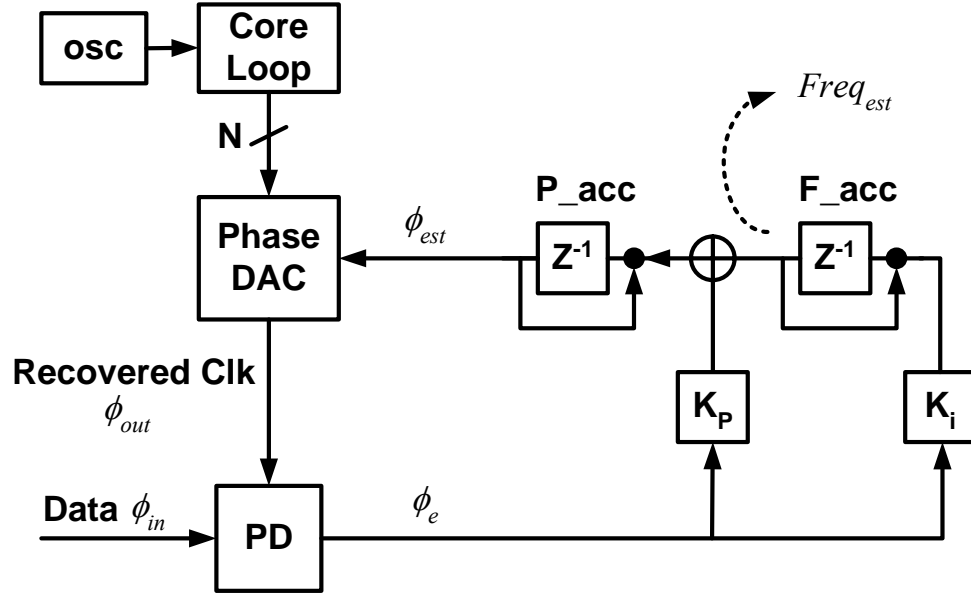 osc
Core
Loop
N
Freq_est
P_acc
F_acc
Phase
DAC
ϕ_est
Z⁻¹
Z⁻¹
Recovered Clk
ϕ_out
K_P
K_i
Data ϕ_in
PD
ϕ_e